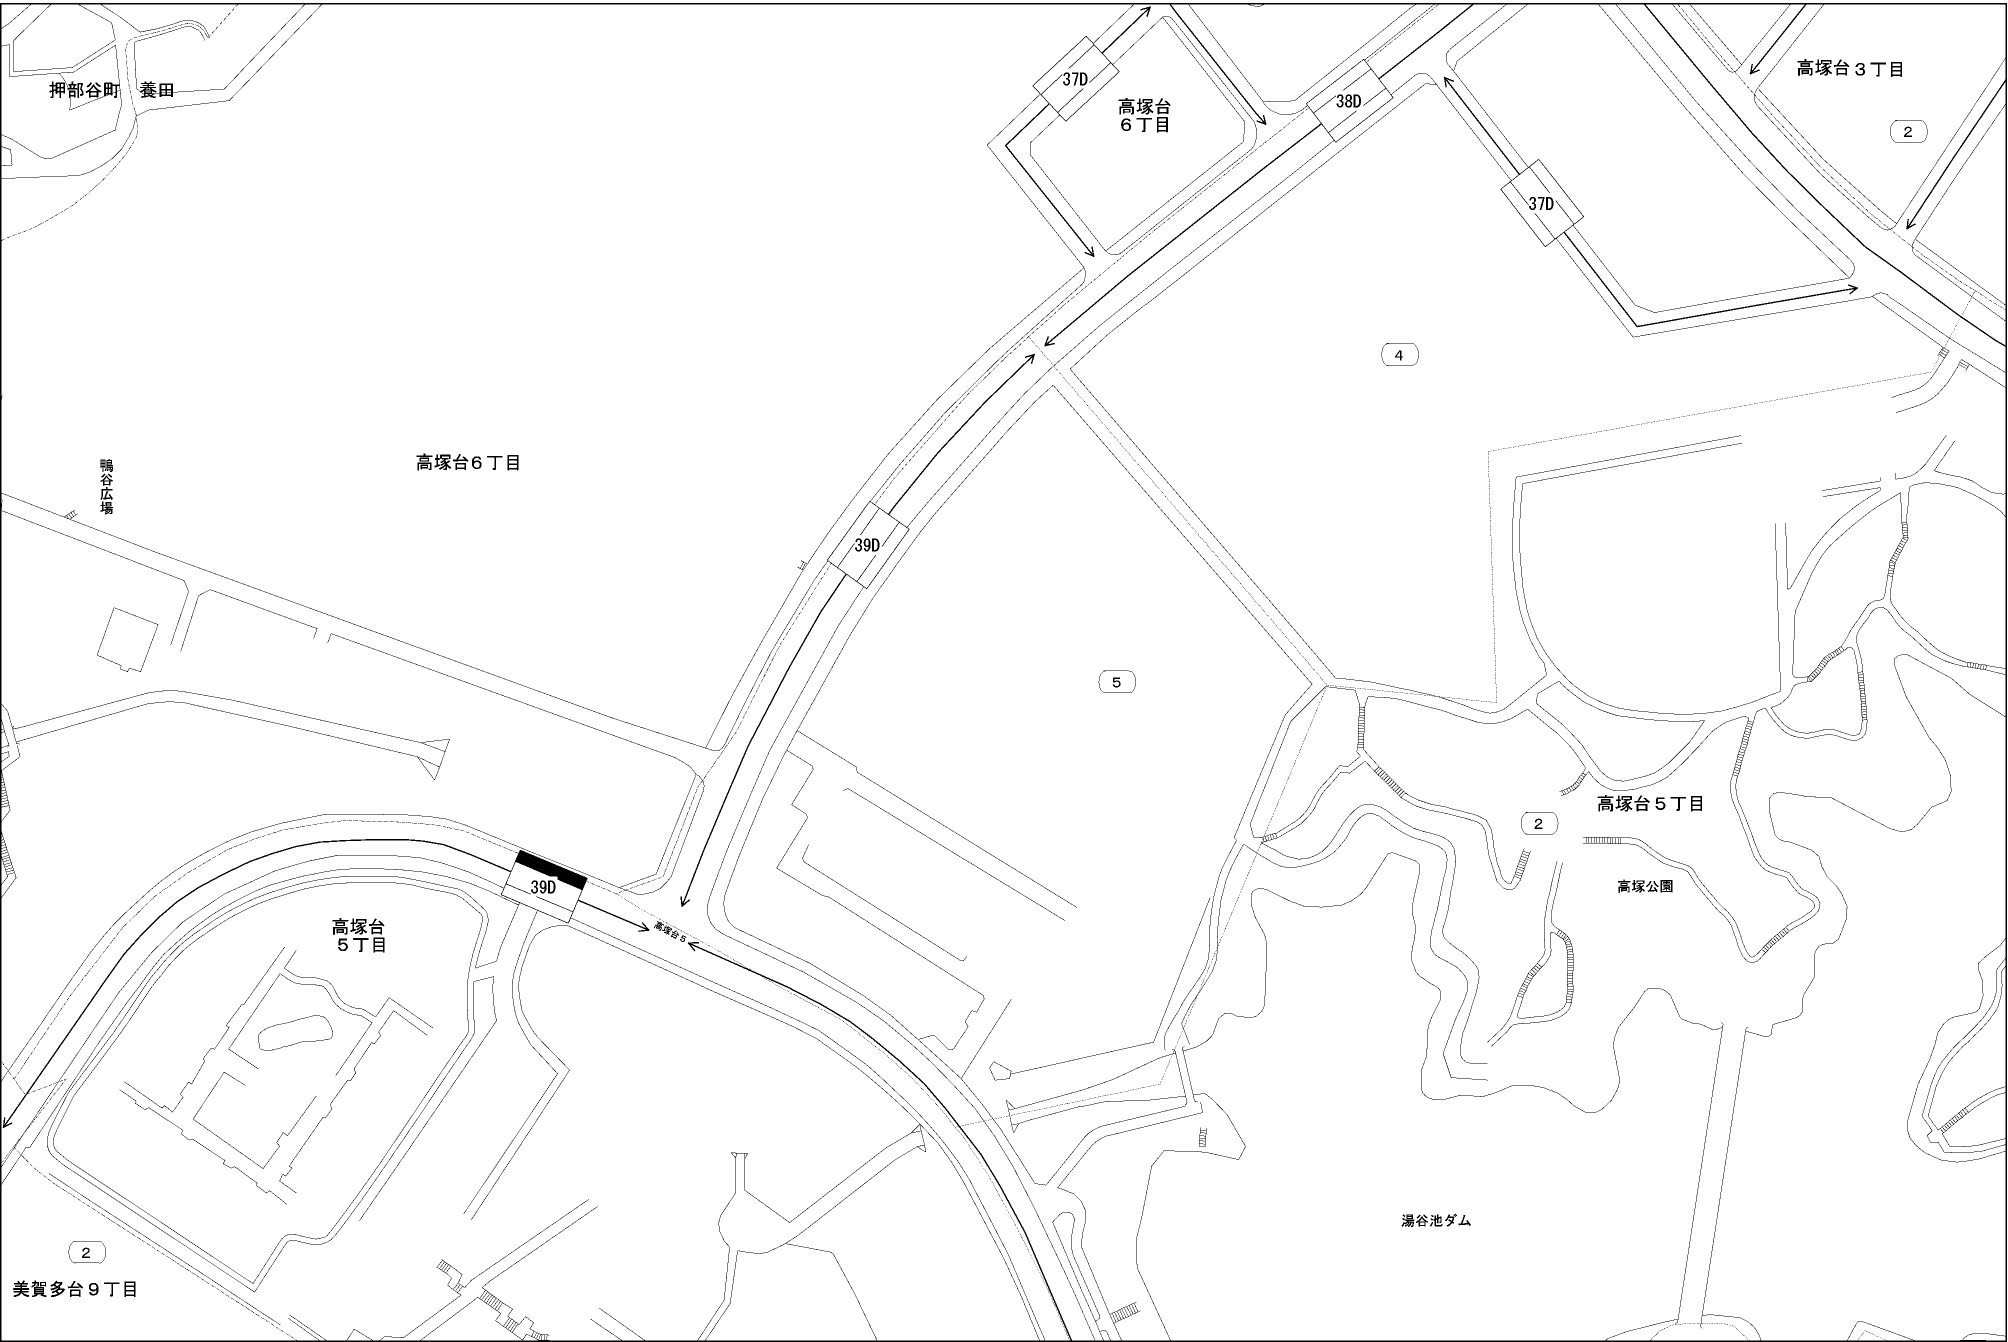 37D
高塚台３丁目
押部谷町　養田
38D
高塚台
６丁目
2
37D
4
高塚台６丁目
鴨谷広場
39D
5
高塚台５丁目
2
39D
高塚公園
高塚台
５丁目
高塚台５
湯谷池ダム
2
美賀多台９丁目